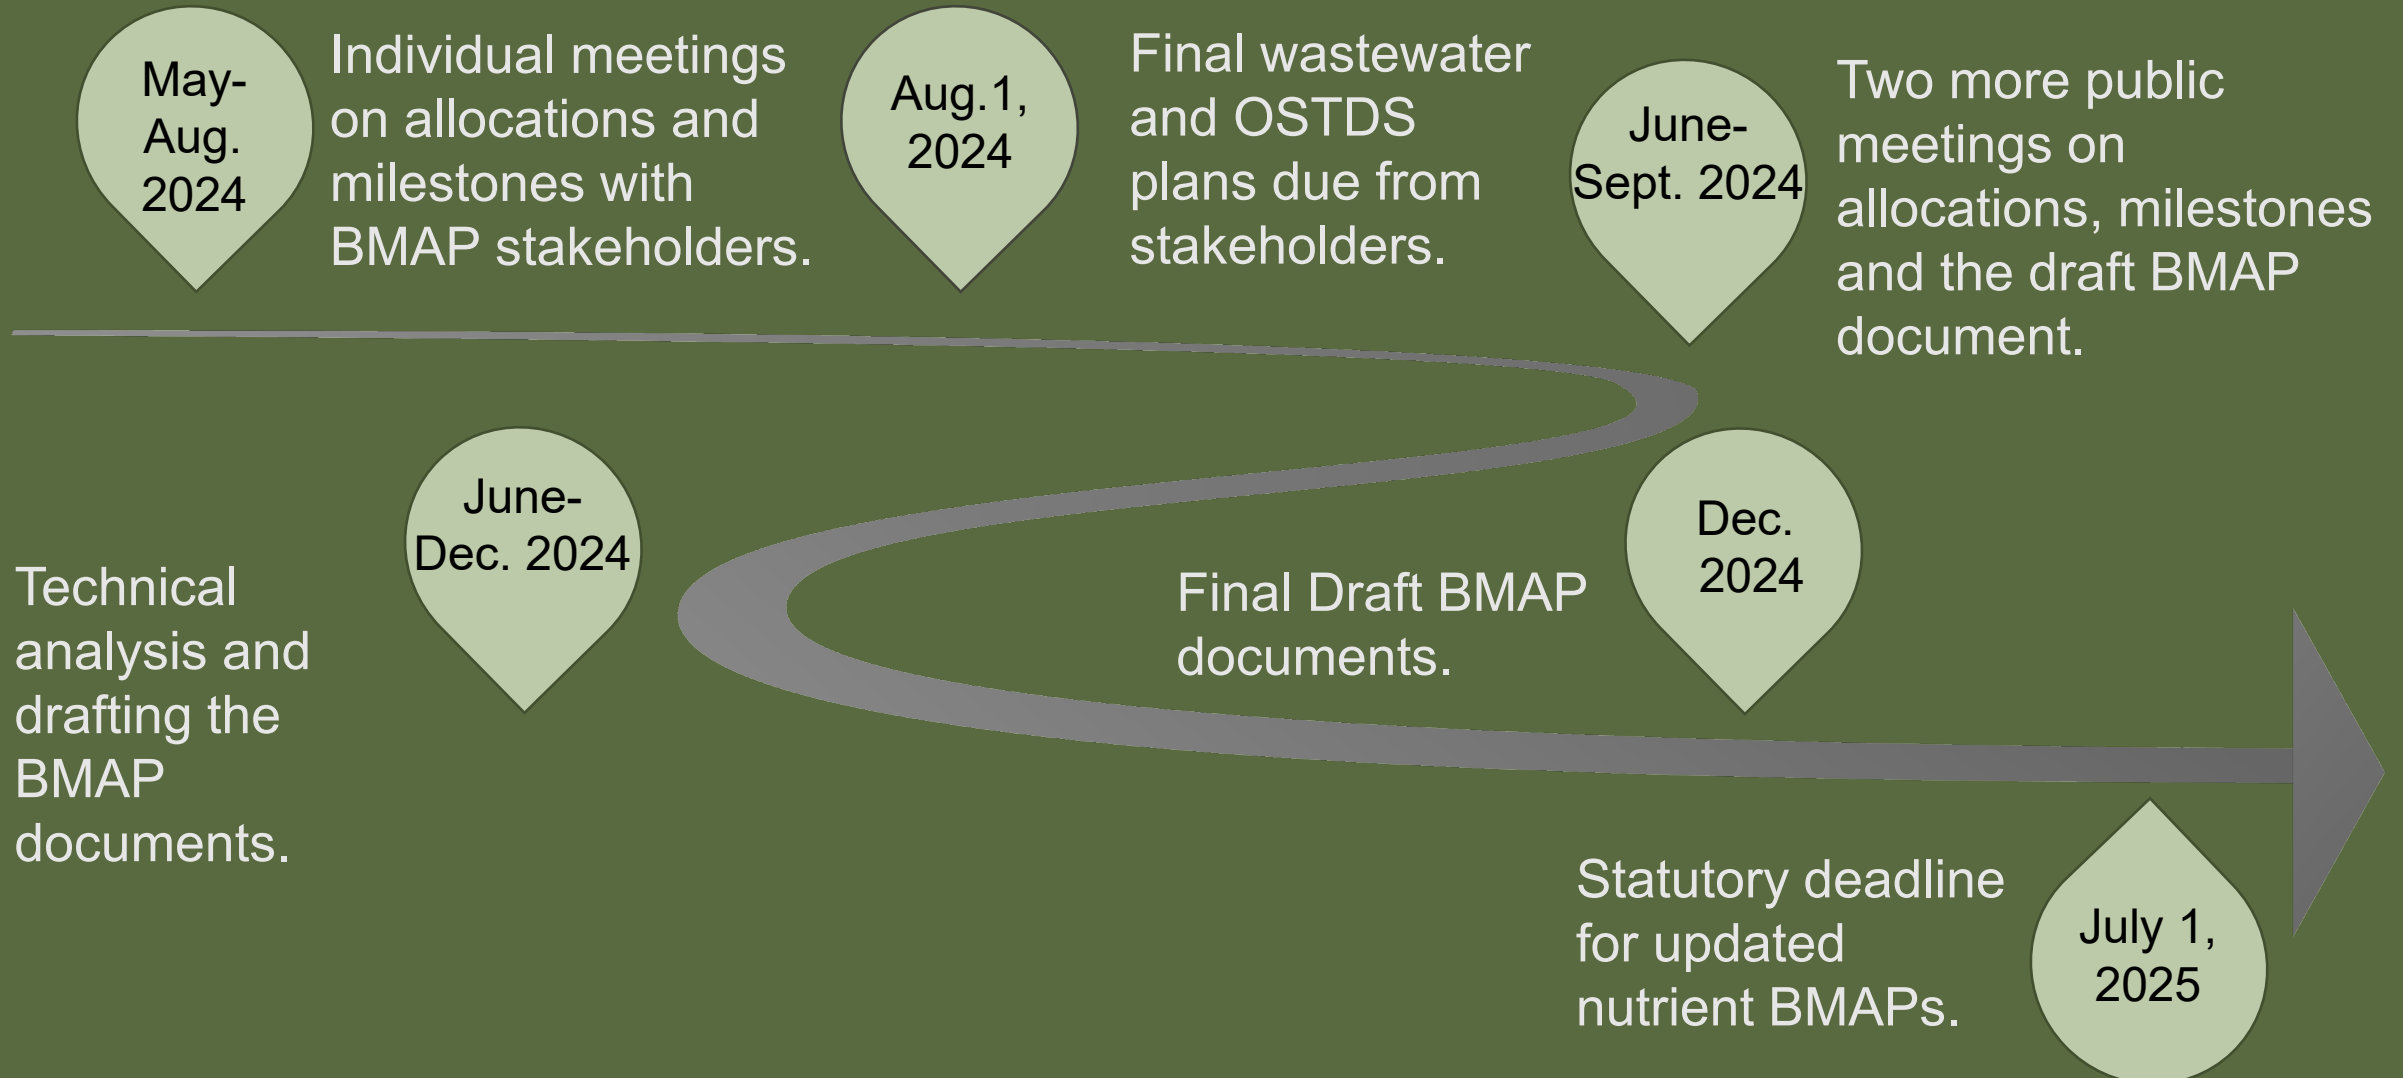 May-
Aug.
2024
Individual meetings
on allocations and
milestones with
BMAP stakeholders.
Aug.1,
2024
Final wastewater
and OSTDS
plans due from
stakeholders.
June-
Sept. 2024
Two more public
meetings on
allocations, milestones
and the draft BMAP
document.
June-
Dec. 2024
Technical
analysis and
drafting the
BMAP
documents.
Dec.
2024
Final Draft BMAP
documents.
Statutory deadline
for updated
nutrient BMAPs.
July 1,
2025